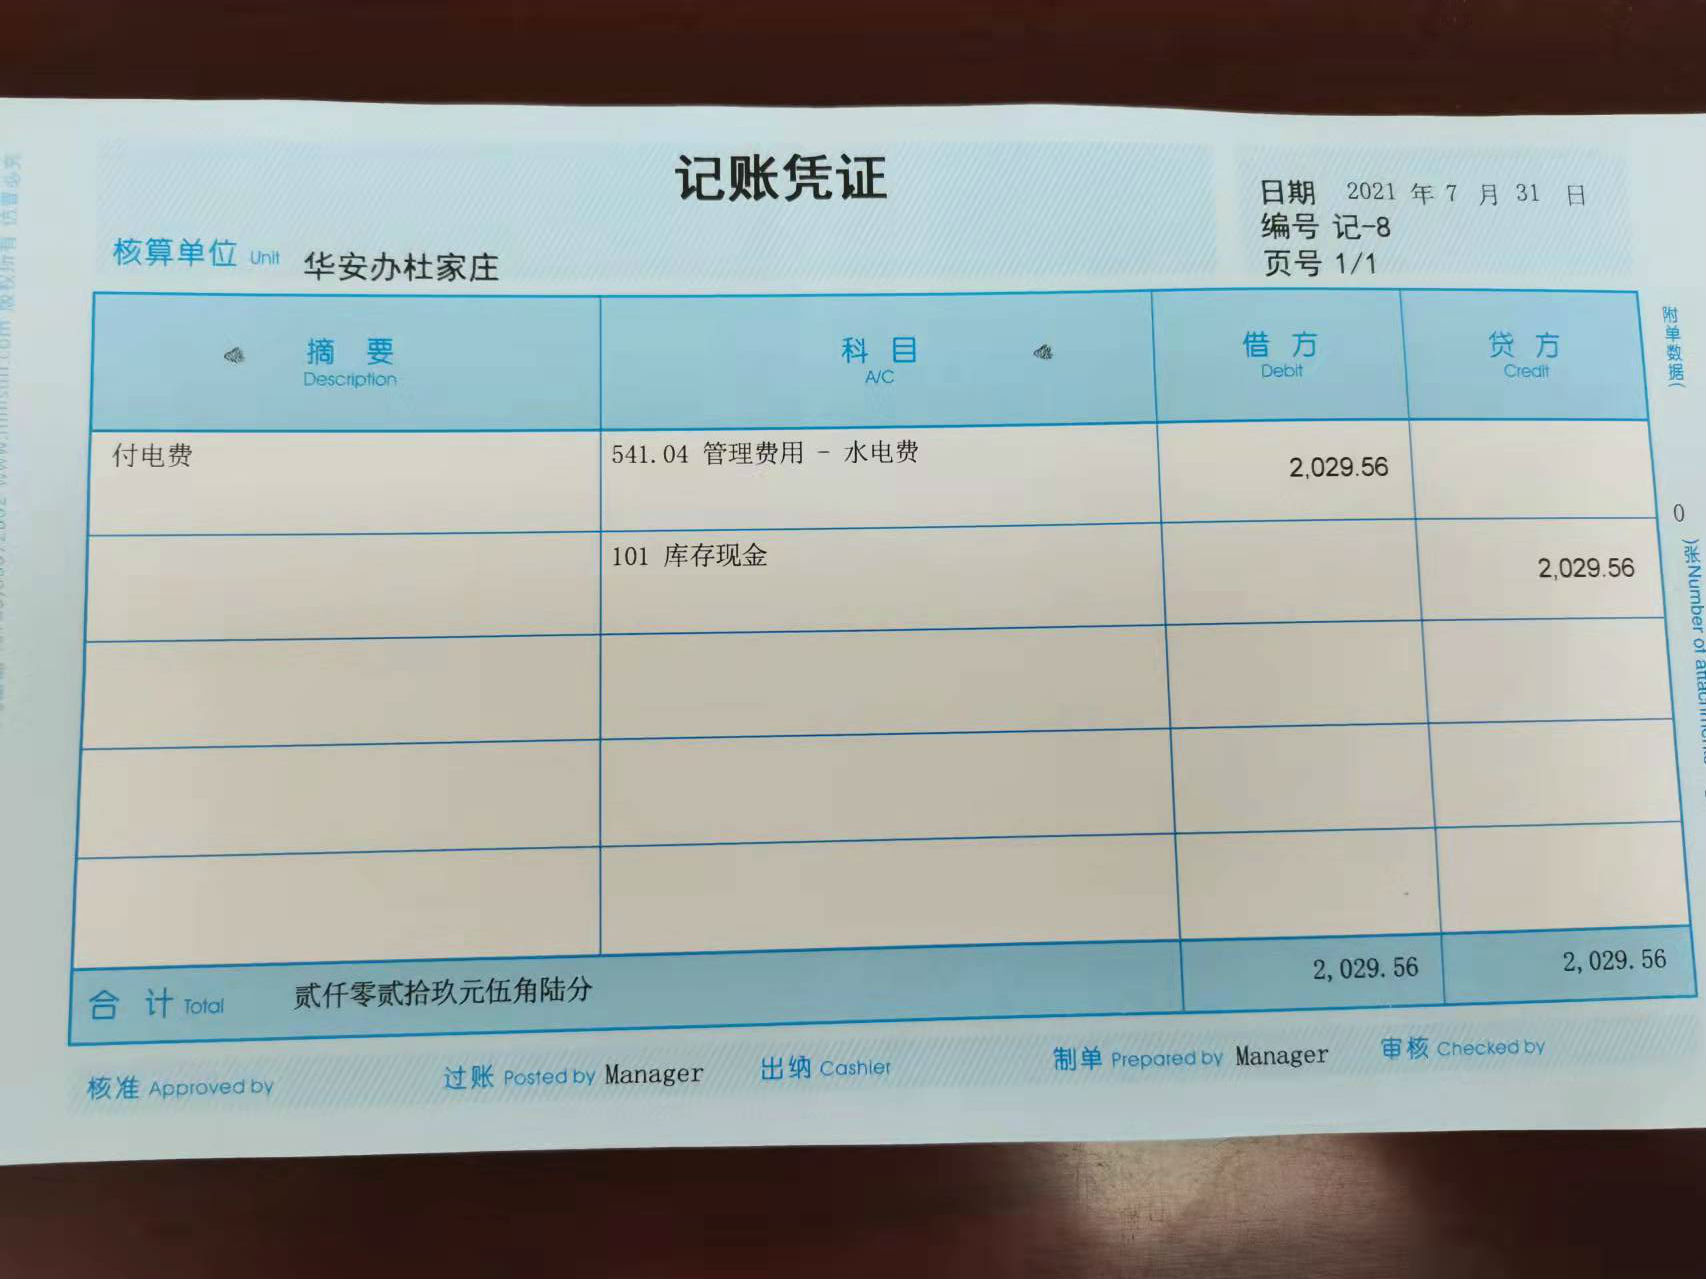 记账凭证
日期 2021 年 7 月 31 日
编号 记-8
页号 1/1
核算单位 Unit 华安办杜家庄
摘 要 科 目 借 方 贷 方
Description A/C Debit Credit
付电费 541.04 管理费用 - 水电费 2,029.56
101 库存现金 2,029.56
合 计 Total 贰仟零贰拾玖元伍角陆分 2,029.56 2,029.56
核准 Approved by 过账 Posted by Manager 出纳 Cashier 制单 Prepared by Manager 审核 Checked by
附单数据( 0 )张 Number of